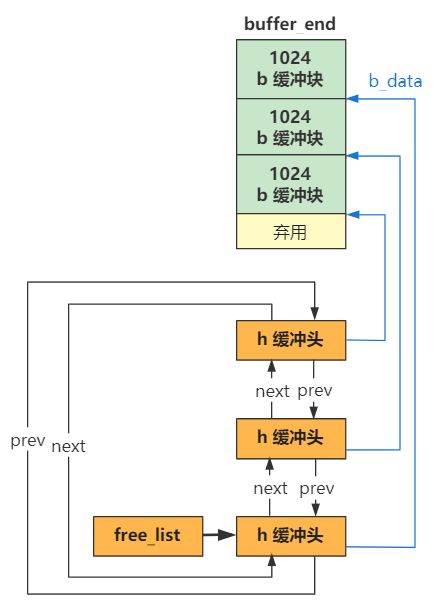 buffer_end
1024
b 缓冲块
b_data
1024
b 缓冲块
1024
b 缓冲块
弃用
h 缓冲头
next
prev
prev
next
h 缓冲头
next
prev
free_list
h 缓冲头